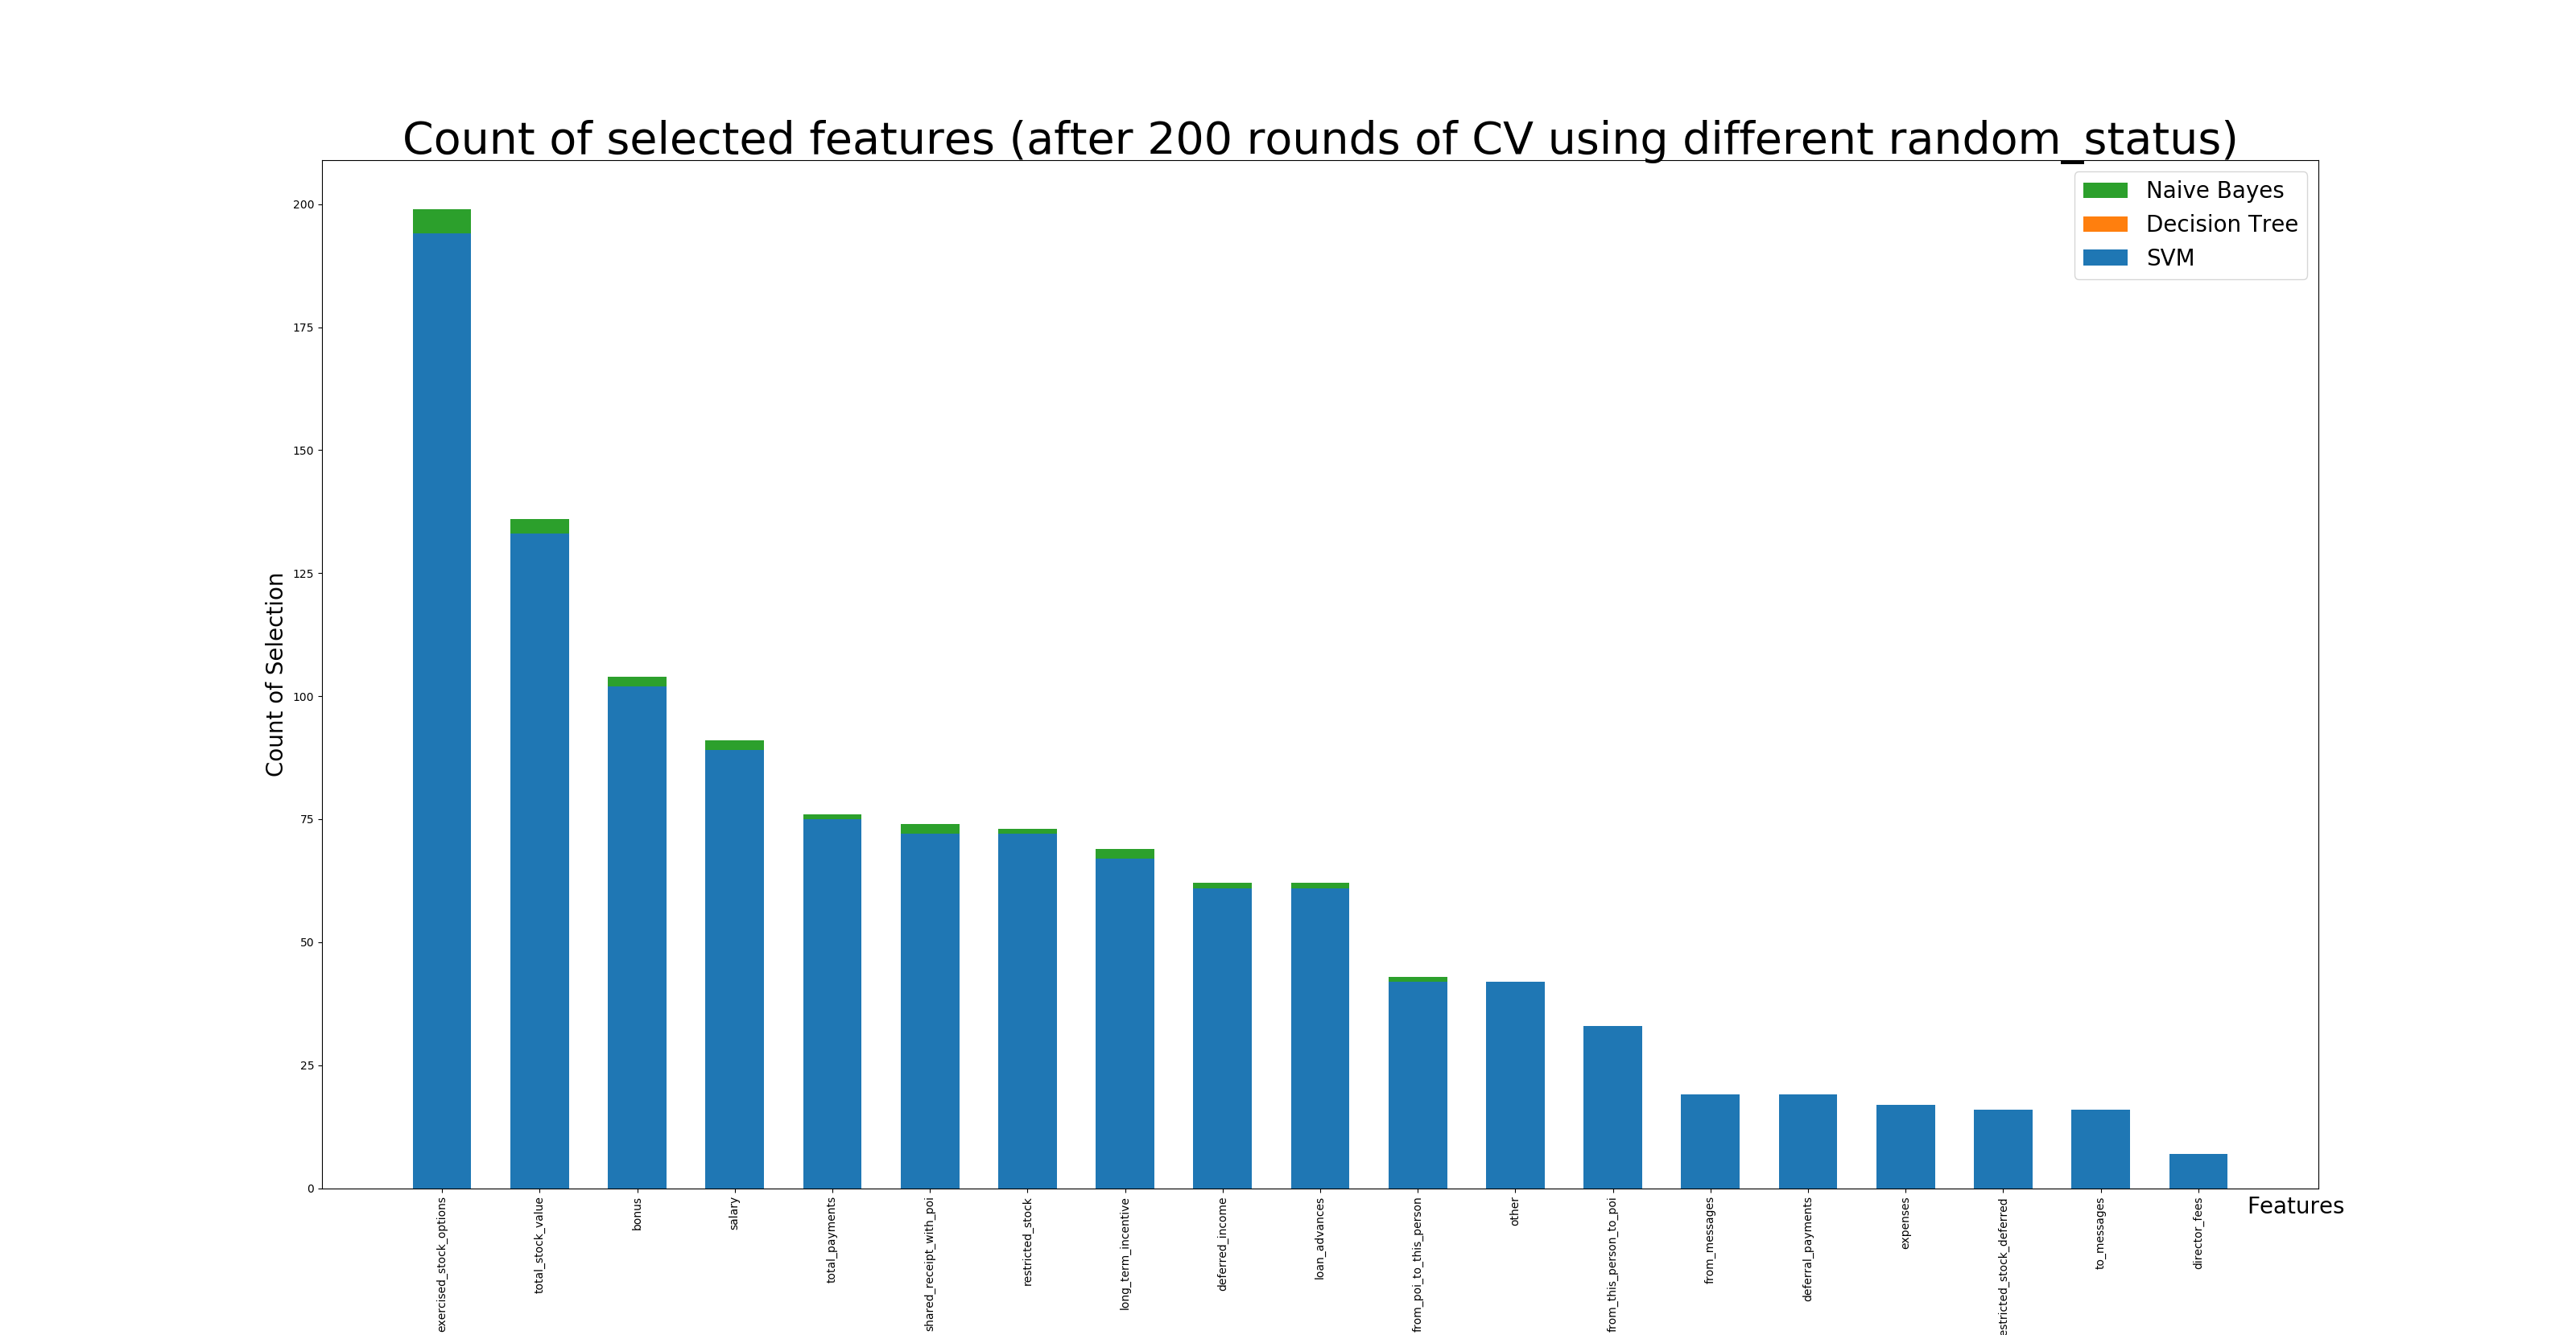 Count of selected features (after 200 rounds of CV using different random_status)
Naive Bayes
Decision Tree
SVM
Count of Selection
200
175
150
125
100
75
50
25
0
exercised_stock_options
total_stock_value
bonus
salary
total_payments
shared_receipt_with_poi
restricted_stock
long_term_incentive
deferred_income
loan_advances
from_poi_to_this_person
other
from_this_person_to_poi
from_messages
deferral_payments
expenses
estricted_stock_deferred
to_messages
director_fees
Features